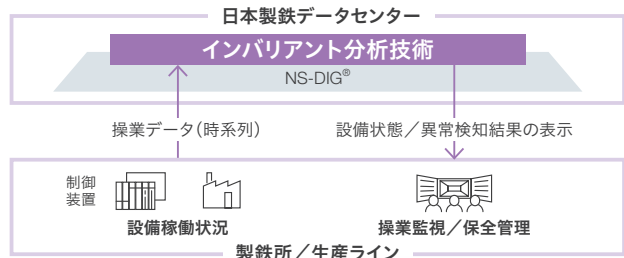 日本製鉄データセンター
インバリアント分析技術
NS-DIG®
操業データ（時系列）
設備状態／異常検知結果の表示
制御
装置
設備稼働状況
操業監視／保全管理
製鉄所／生産ライン